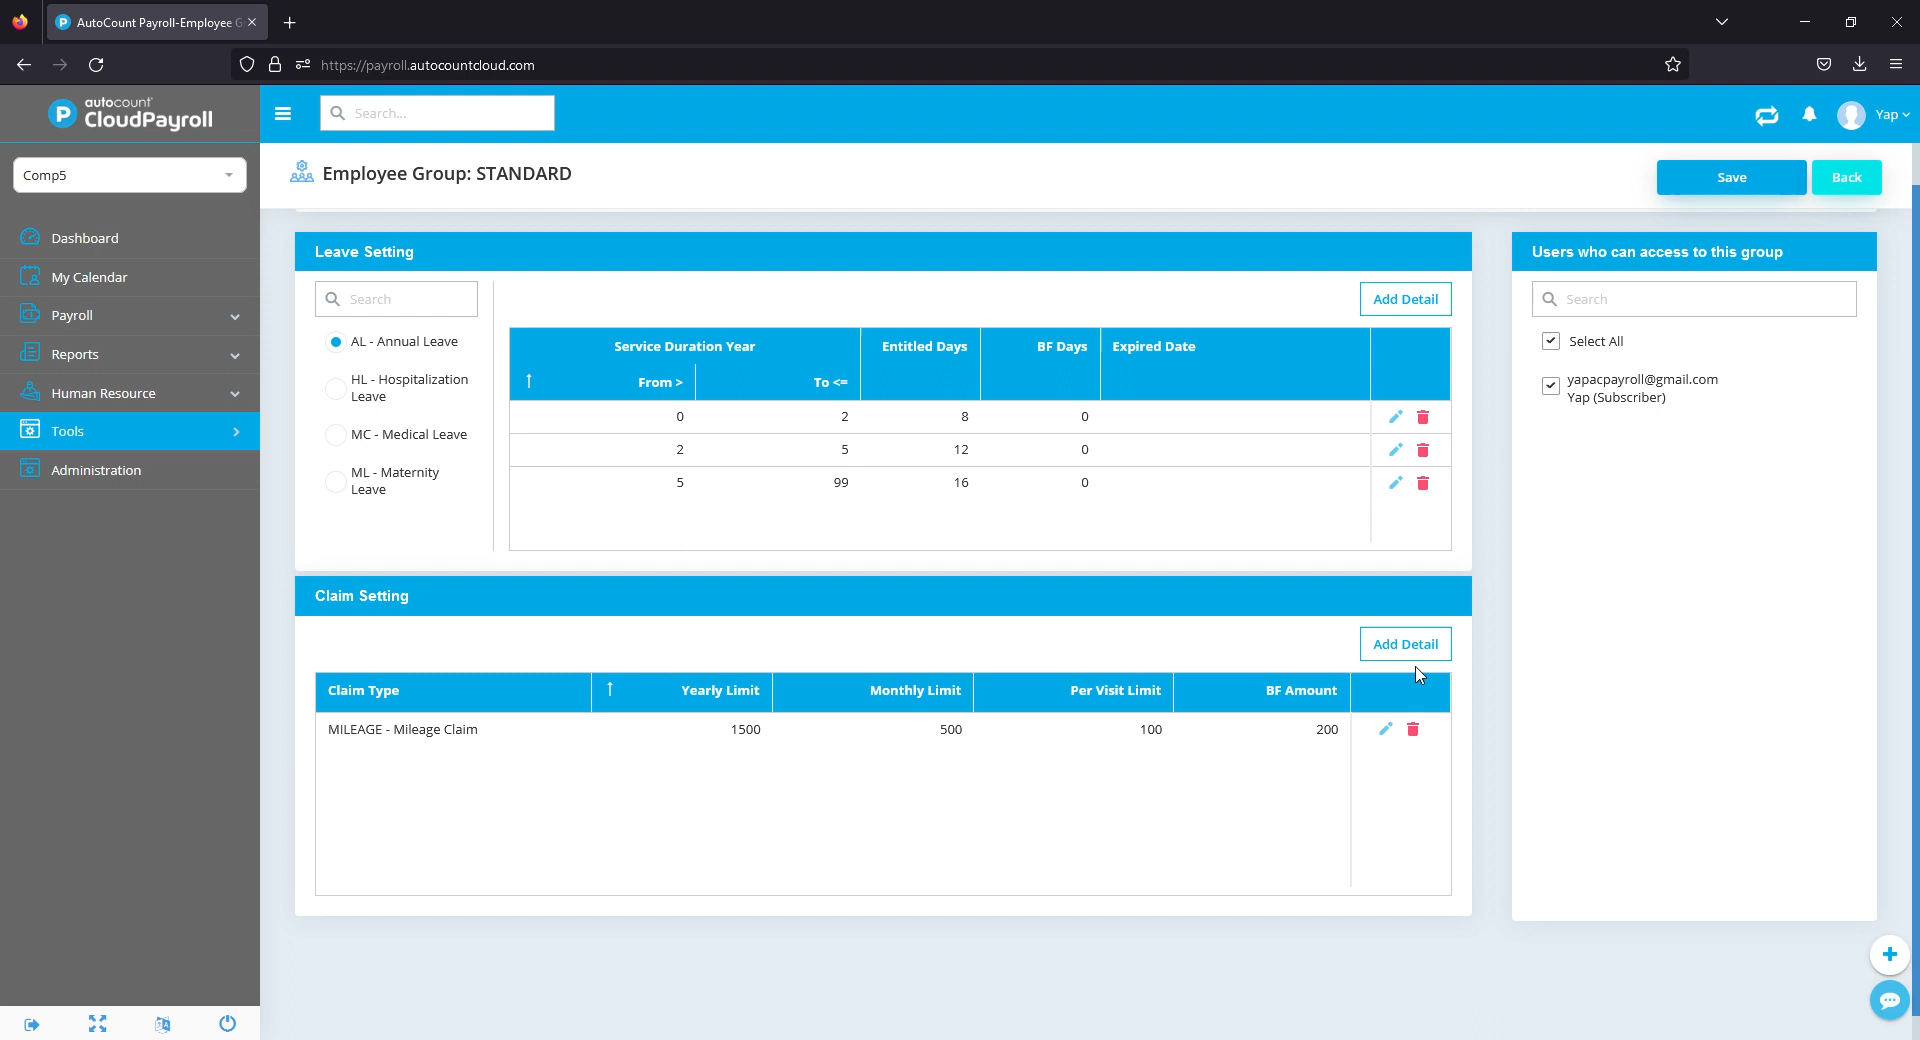 AutoCount Payroll-Employee G
https://payroll.autocountcloud.com
autocount
CloudPayroll
Search...
Yap
Comp5
Employee Group: STANDARD
Save
Back
Dashboard
My Calendar
Payroll
Reports
Human Resource
Tools
Administration
Leave Setting
Search
Add Detail
AL - Annual Leave
HL - Hospitalization
Leave
MC - Medical Leave
ML - Maternity
Leave
Service Duration Year Entitled Days BF Days Expired Date
From > To <=
0 2 8 0
2 5 12 0
5 99 16 0
Claim Setting
Add Detail
Claim Type Yearly Limit Monthly Limit Per Visit Limit BF Amount
MILEAGE - Mileage Claim 1500 500 100 200
Users who can access to this group
Search
Select All
yapacpayroll@gmail.com
Yap (Subscriber)